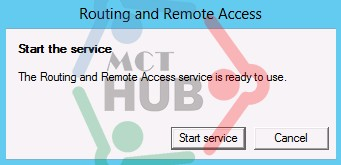 Routing and Remote Access
Start the service
MCT
HUB
The Routing and Remote Access service is ready to use.
Start service
Cancel